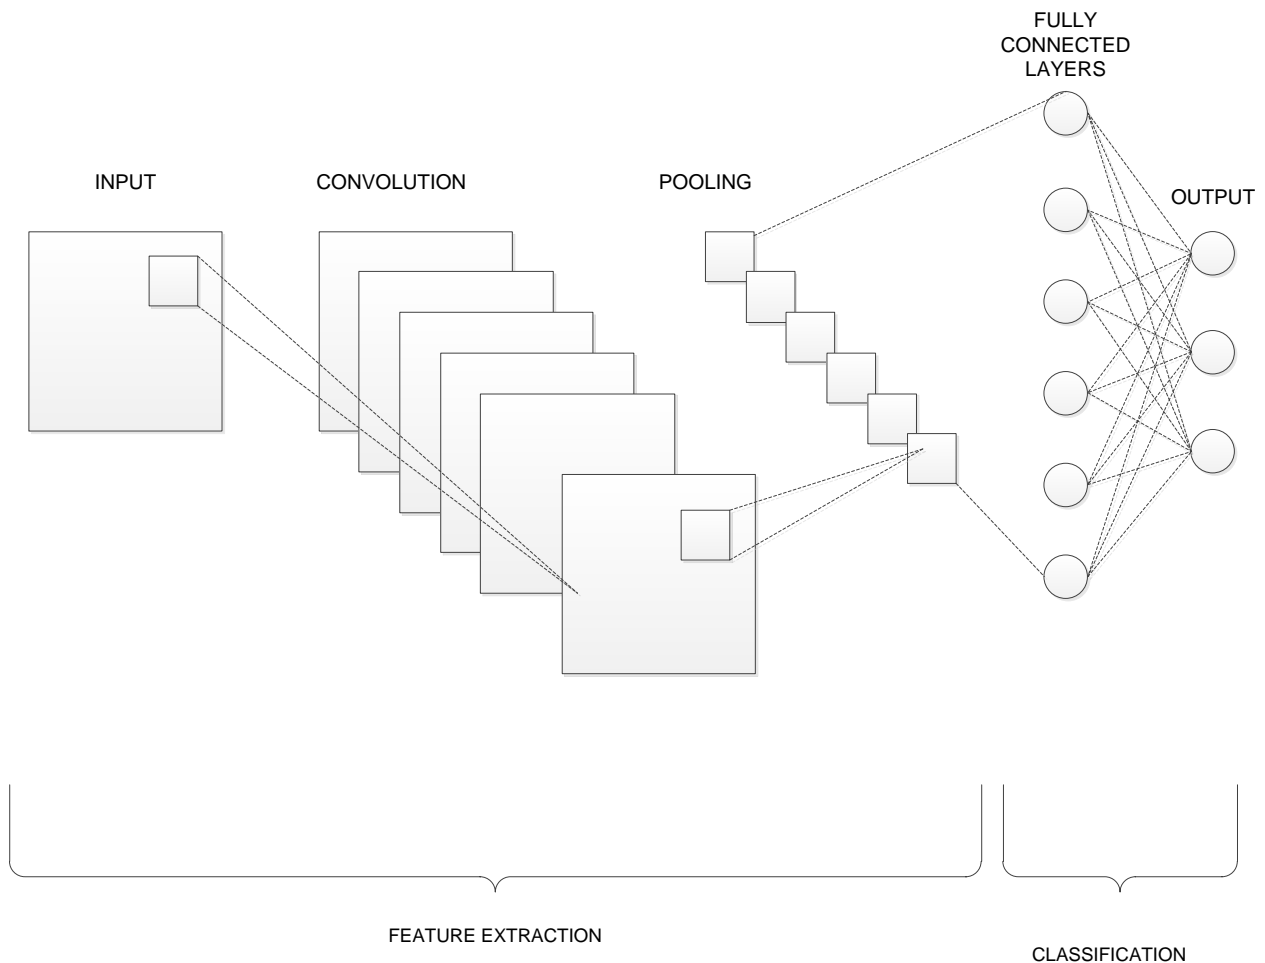 FULLY
CONNECTED
LAYERS
INPUT
CONVOLUTION
POOLING
OUTPUT
FEATURE EXTRACTION
CLASSIFICATION